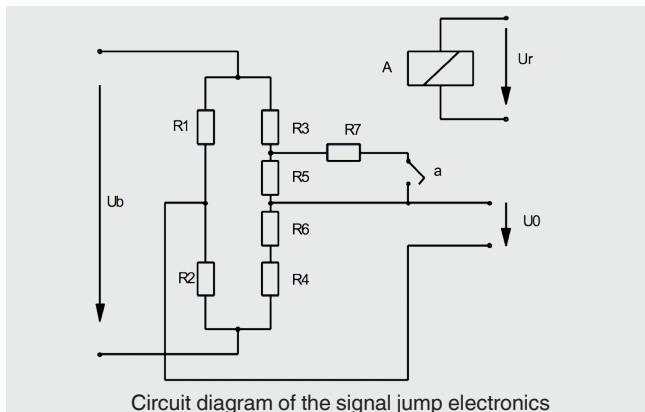 A
Ur
R1
R3
R7
R5
a
Ub
R6
U0
R2
R4
Circuit diagram of the signal jump electronics